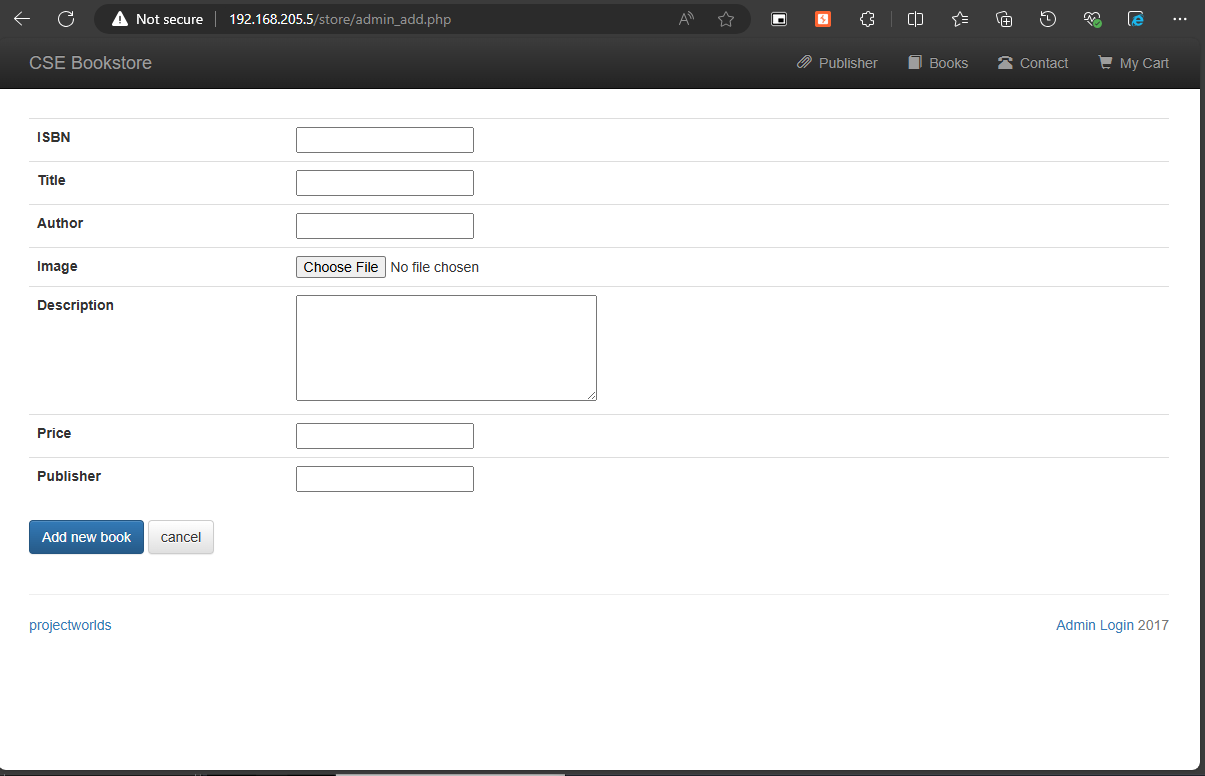 Not secure 192.168.205.5/store/admin_add.php
CSE Bookstore Publisher Books Contact My Cart
ISBN
Title
Author
Image Choose File No file chosen
Description
Price
Publisher
Add new book cancel
projectworlds Admin Login 2017